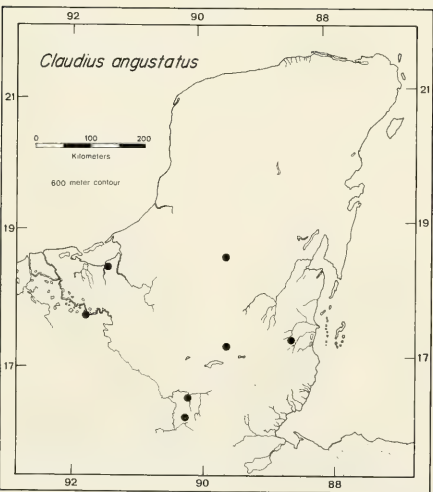 92 90 88
Claudius angustatus
21 21
0 100 200
Kilometers
600 meter contour
19 19
17 17
92 90 88